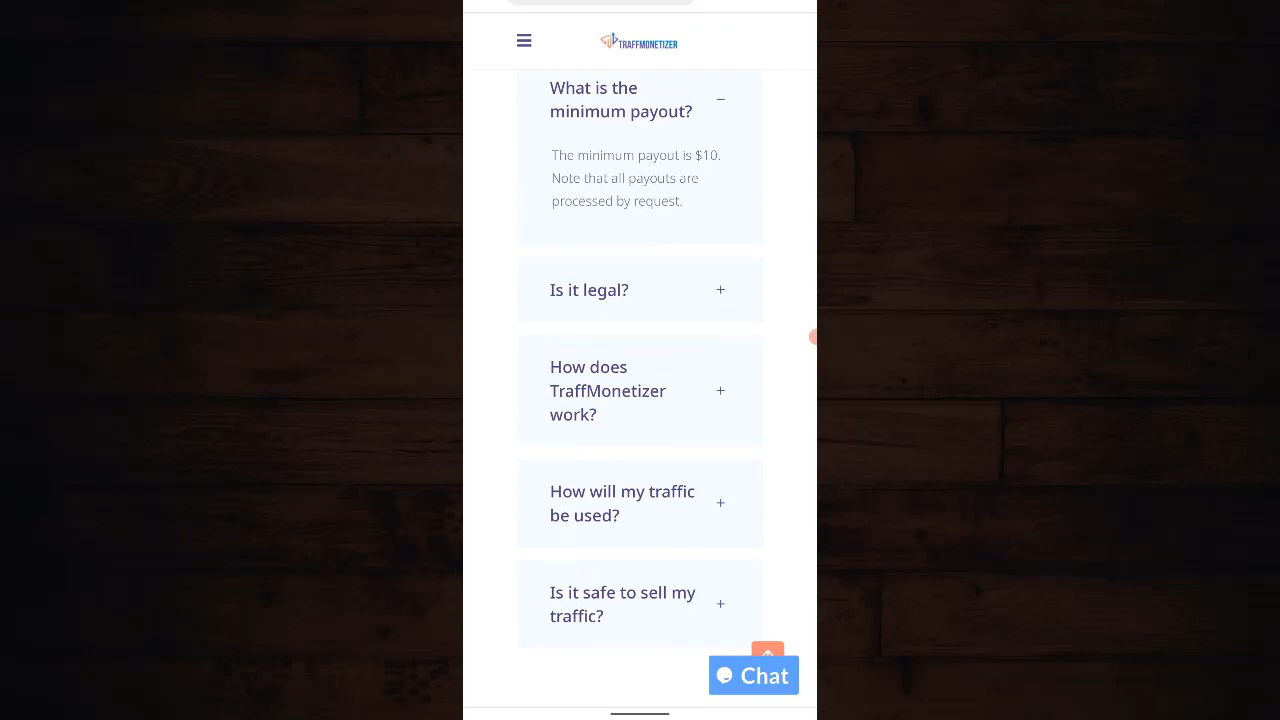 TRAFFMONETIZER
What is the
minimum payout?
The minimum payout is $10.
Note that all payouts are
processed by request.
Is it legal?
How does
TraffMonetizer
work?
How will my traffic
be used?
Is it safe to sell my
traffic?
Chat